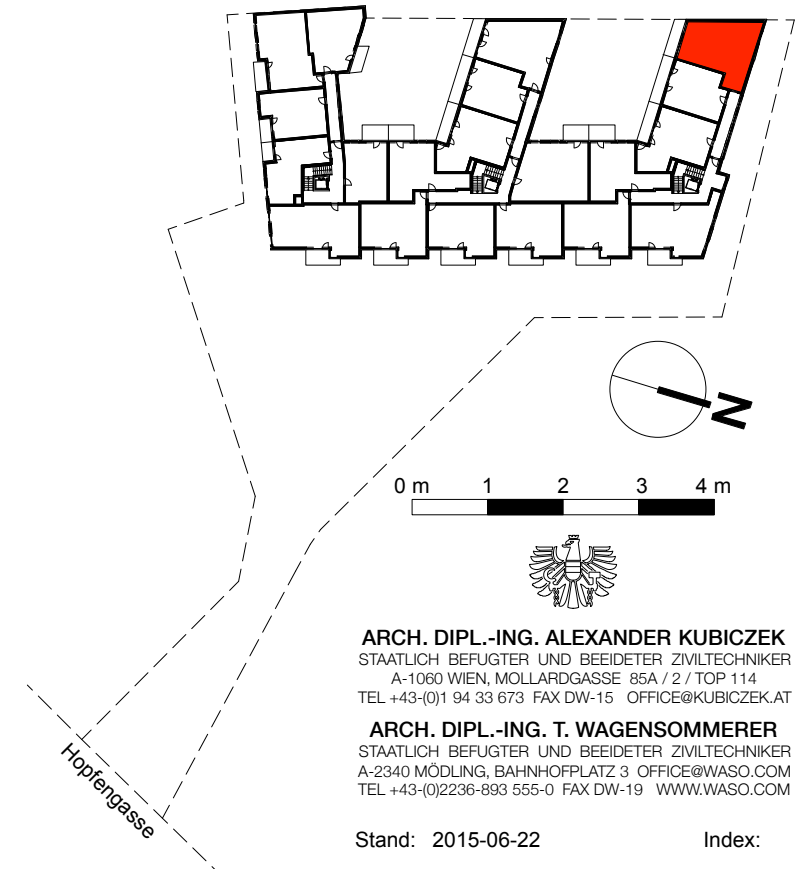 N
0 m 1 2 3 4 m
ARCH. DIPL.-ING. ALEXANDER KUBICZEK
STAATLICH BEFUGTER UND BEEIDETER ZIVILTECHNIKER
A-1060 WIEN, MOLLARDGASSE 85A / 2 / TOP 114
TEL +43-(0)1 94 33 673 FAX DW-15 OFFICE@KUBICZEK.AT
ARCH. DIPL.-ING. T. WAGENSOMMERER
STAATLICH BEFUGTER UND BEEIDETER ZIVILTECHNIKER
A-2340 MÖDLING, BAHNHOFPLATZ 3 OFFICE@WASO.COM
TEL +43-(0)2236-893 555-0 FAX DW-19 WWW.WASO.COM
Hopfengasse
Stand: 2015-06-22 Index: